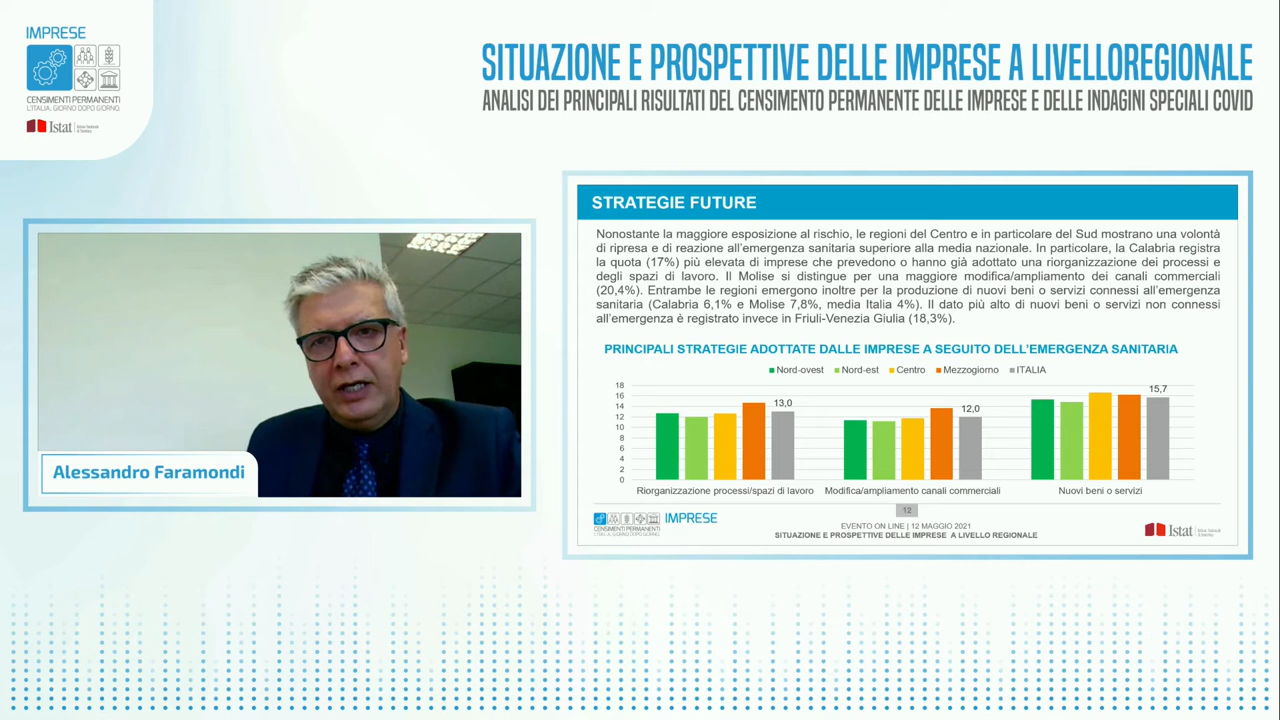 IMPRESE
CENSIMENTI PERMANENTI
L'ITALIA, GIORNO DOPO GIORNO.
Istat
SITUAZIONE E PROSPETTIVE DELLE IMPRESE A LIVELLOREGIONALE
ANALISI DEI PRINCIPALI RISULTATI DEL CENSIMENTO PERMANENTE DELLE IMPRESE E DELLE INDAGINI SPECIALI COVID
Alessandro Faramondi
STRATEGIE FUTURE
Nonostante la maggiore esposizione al rischio, le regioni del Centro e in particolare del Sud mostrano una volontà
di ripresa e di reazione all'emergenza sanitaria superiore alla media nazionale. In particolare, la Calabria registra
la quota (17%) più elevata di imprese che prevedono o hanno già adottato una riorganizzazione dei processi e
degli spazi di lavoro. Il Molise si distingue per una maggiore modifica/ampliamento dei canali commerciali
(20,4%). Entrambe le regioni emergono inoltre per la produzione di nuovi beni o servizi connessi all'emergenza
sanitaria (Calabria 6,1% e Molise 7,8%, media Italia 4%). Il dato più alto di nuovi beni o servizi non connessi
all'emergenza è registrato invece in Friuli-Venezia Giulia (18,3%).
PRINCIPALI STRATEGIE ADOTTATE DALLE IMPRESE A SEGUITO DELL'EMERGENZA SANITARIA
Nord-ovest Nord-est Centro Mezzogiorno ITALIA
18
16
14
12
10
8
6
4
2
0
13,0
12,0
15,7
Riorganizzazione processi/spazi di lavoro Modifica/ampliamento canali commerciali Nuovi beni o servizi
12
IMPRESE
CENSIMENTI PERMANENTI
L'ITALIA, GIORNO DOPO GIORNO.
EVENTO ON LINE | 12 MAGGIO 2021
SITUAZIONE E PROSPETTIVE DELLE IMPRESE A LIVELLO REGIONALE
Istat